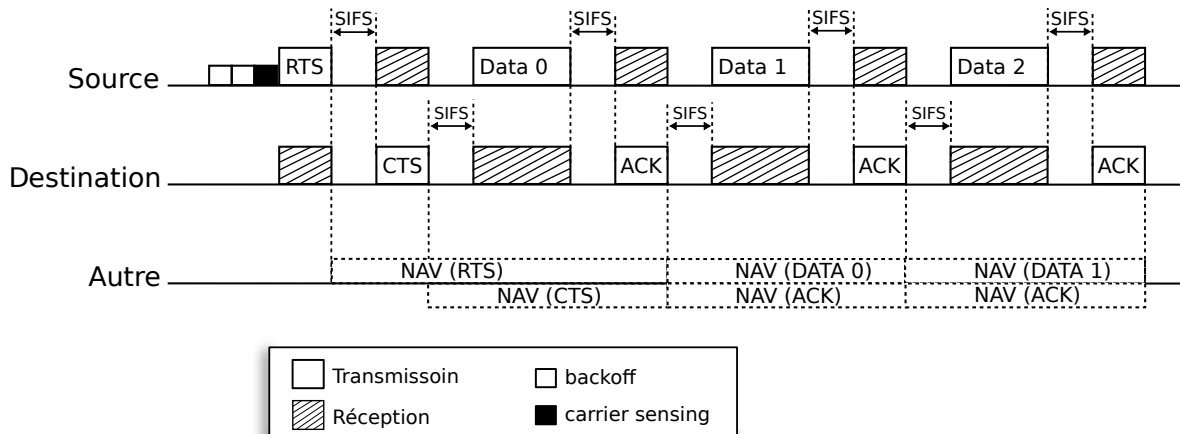 SIFS SIFS SIFS SIFS
Source RTS Data 0 Data 1 Data 2
SIFS SIFS SIFS
Destination CTS ACK ACK ACK
Autre NAV (RTS) NAV (DATA 0) NAV (DATA 1)
NAV (CTS) NAV (ACK) NAV (ACK)
Transmissoin backoff
Réception carrier sensing